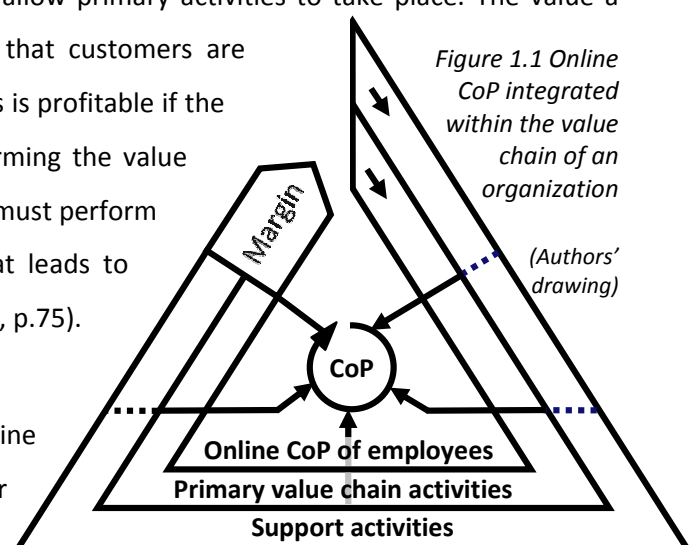 allow primary activities to take place. The value a
that customers are
s is profitable if the
rming the value
must perform
at leads to
, p.75).
ine
r
Figure 1.1 Online
CoP integrated
within the value
chain of an
organization
(Authors’
drawing)
Margin
CoP
Online CoP of employees
Primary value chain activities
Support activities